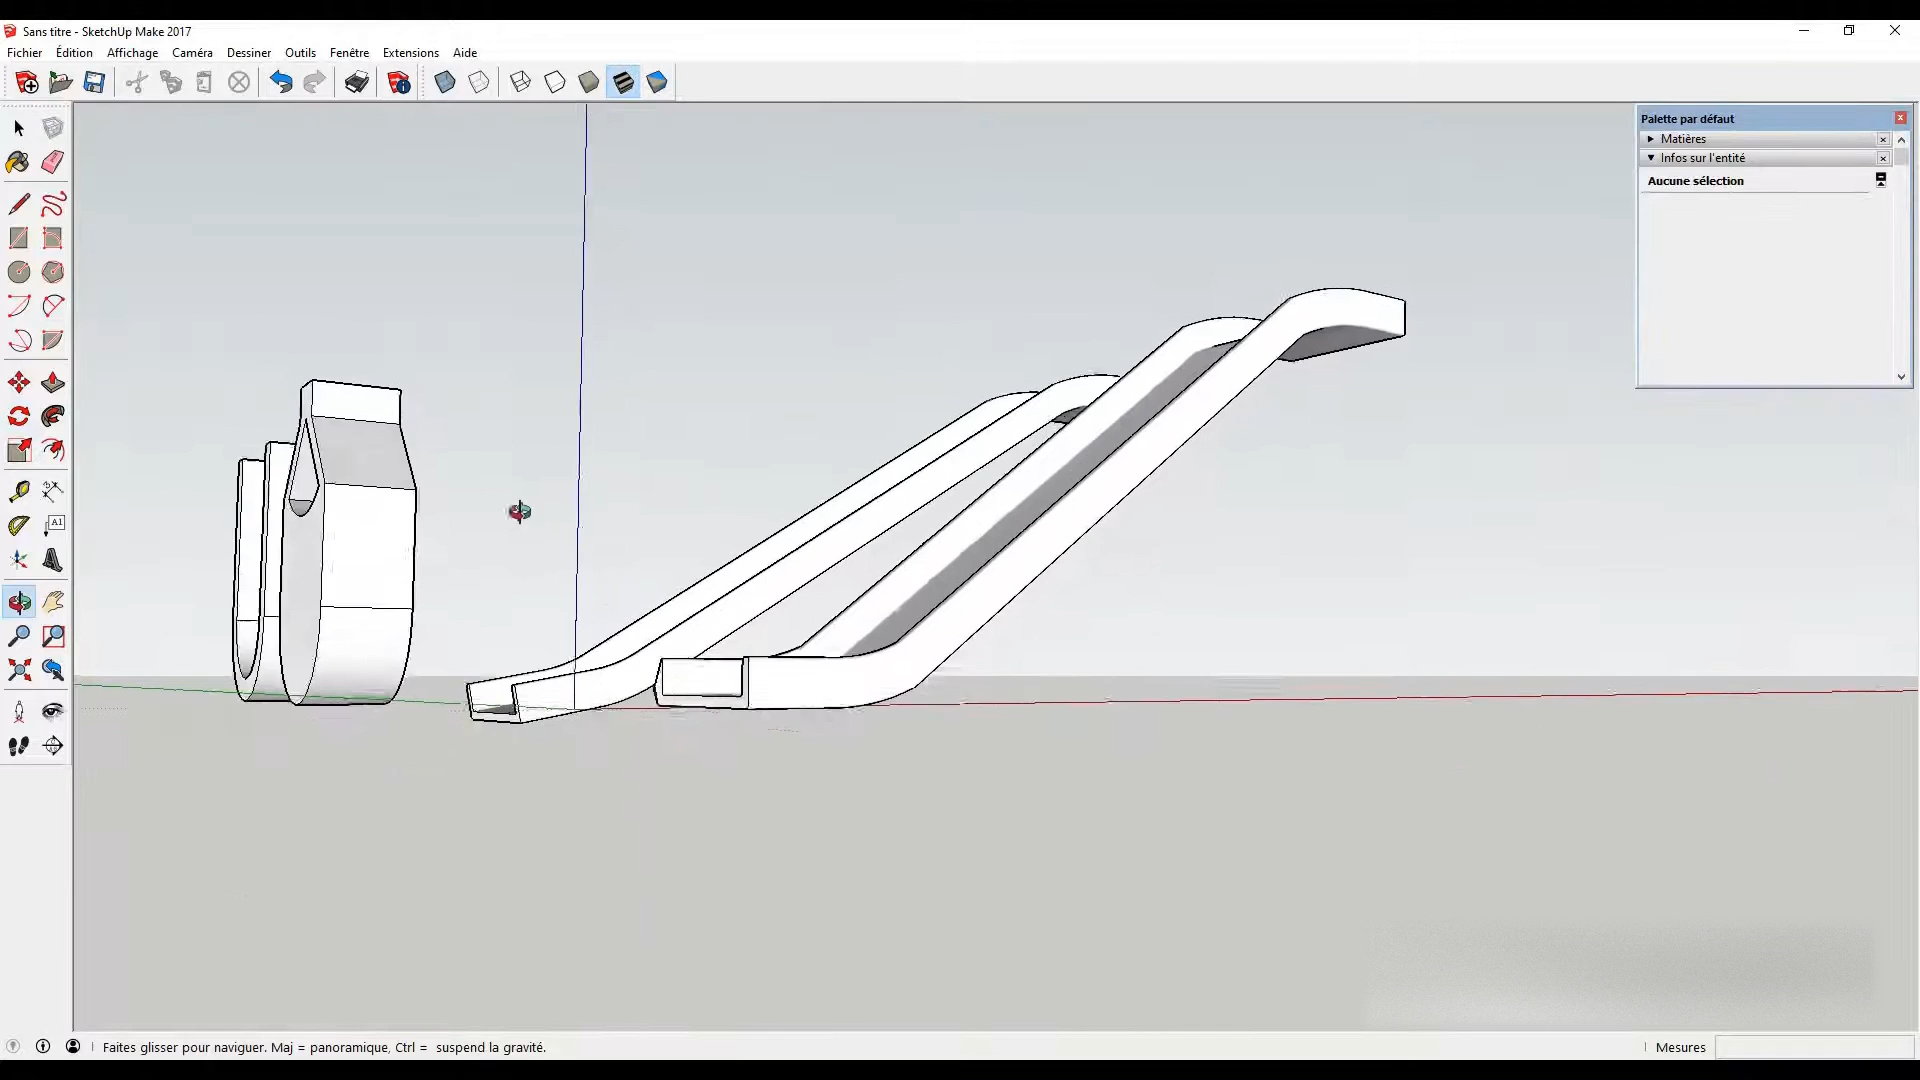 Sans titre - SketchUp Make 2017
Fichier Édition Affichage Caméra Dessiner Outils Fenêtre Extensions Aide
Palette par défaut
Matières
Infos sur l'entité
Aucune sélection
A1
Faites glisser pour naviguer. Maj = panoramique, Ctrl = suspend la gravité.
Mesures